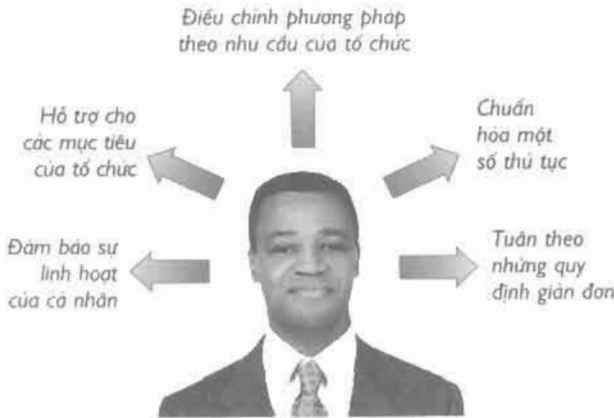 Điều chỉnh phương pháp
theo nhu cầu của tổ chức
Hỗ trợ cho
các mục tiêu
của tổ chức
Chuẩn
hóa một
số thủ tục
Đảm bảo sự
linh hoạt
của cá nhân
Tuân theo
những quy
định giản đơn